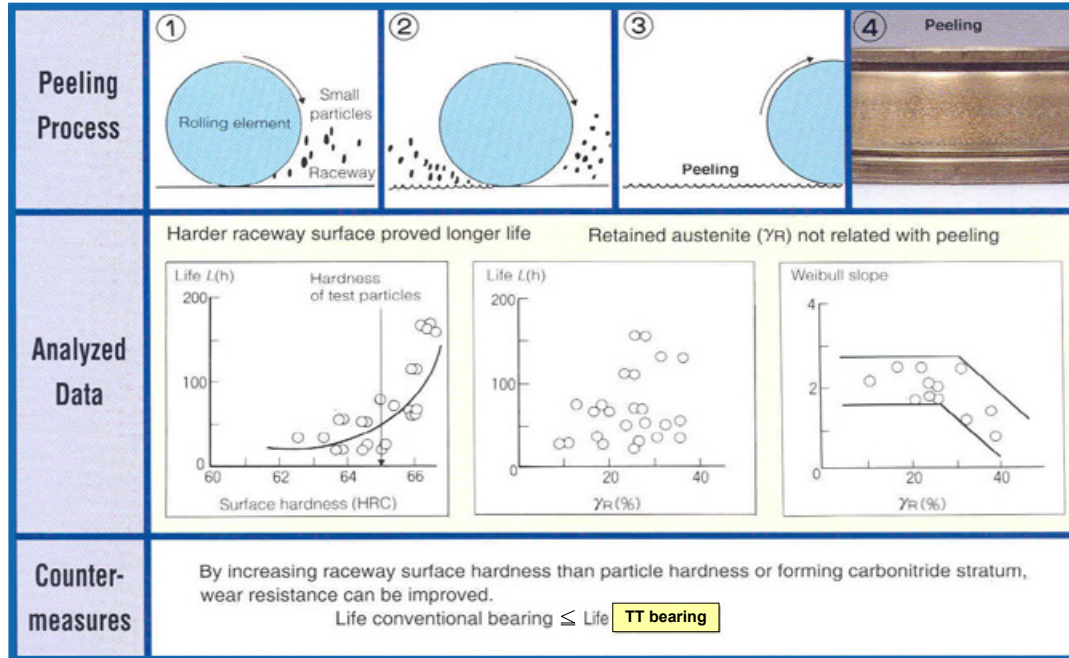 Peeling
Process
①
Rolling element
Small
particles
Raceway
②
③
Peeling
④
Peeling
Analyzed
Data
Harder raceway surface proved longer life
Retained austenite (γR) not related with peeling
Life L(h)
Hardness
of test particles
200
100
0
60
62
64
66
Surface hardness (HRC)
Life L(h)
200
100
0
20
40
γR(%)
Weibull slope
4
2
0
20
40
γR(%)
Counter-
measures
By increasing raceway surface hardness than particle hardness or forming carbonitride stratum,
wear resistance can be improved.
Life conventional bearing ≦ Life TT bearing